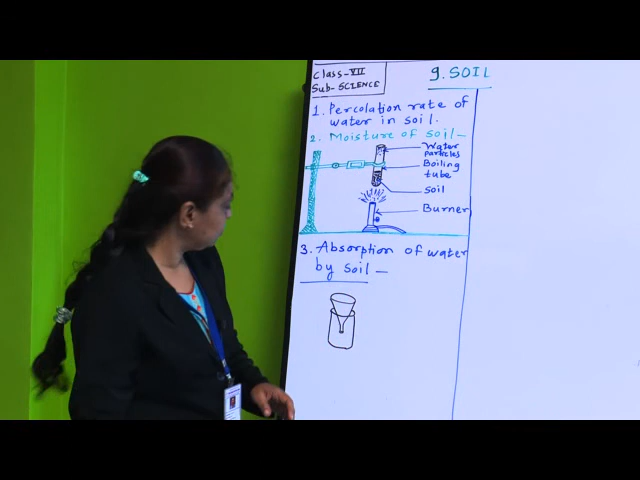 Class-VII
Sub-SCIENCE
9. SOIL
1. Percolation rate of
water in soil.
2. Moisture of soil-
Water
particles
Boiling
tube
Soil
Burner
3. Absorption of water
by soil-